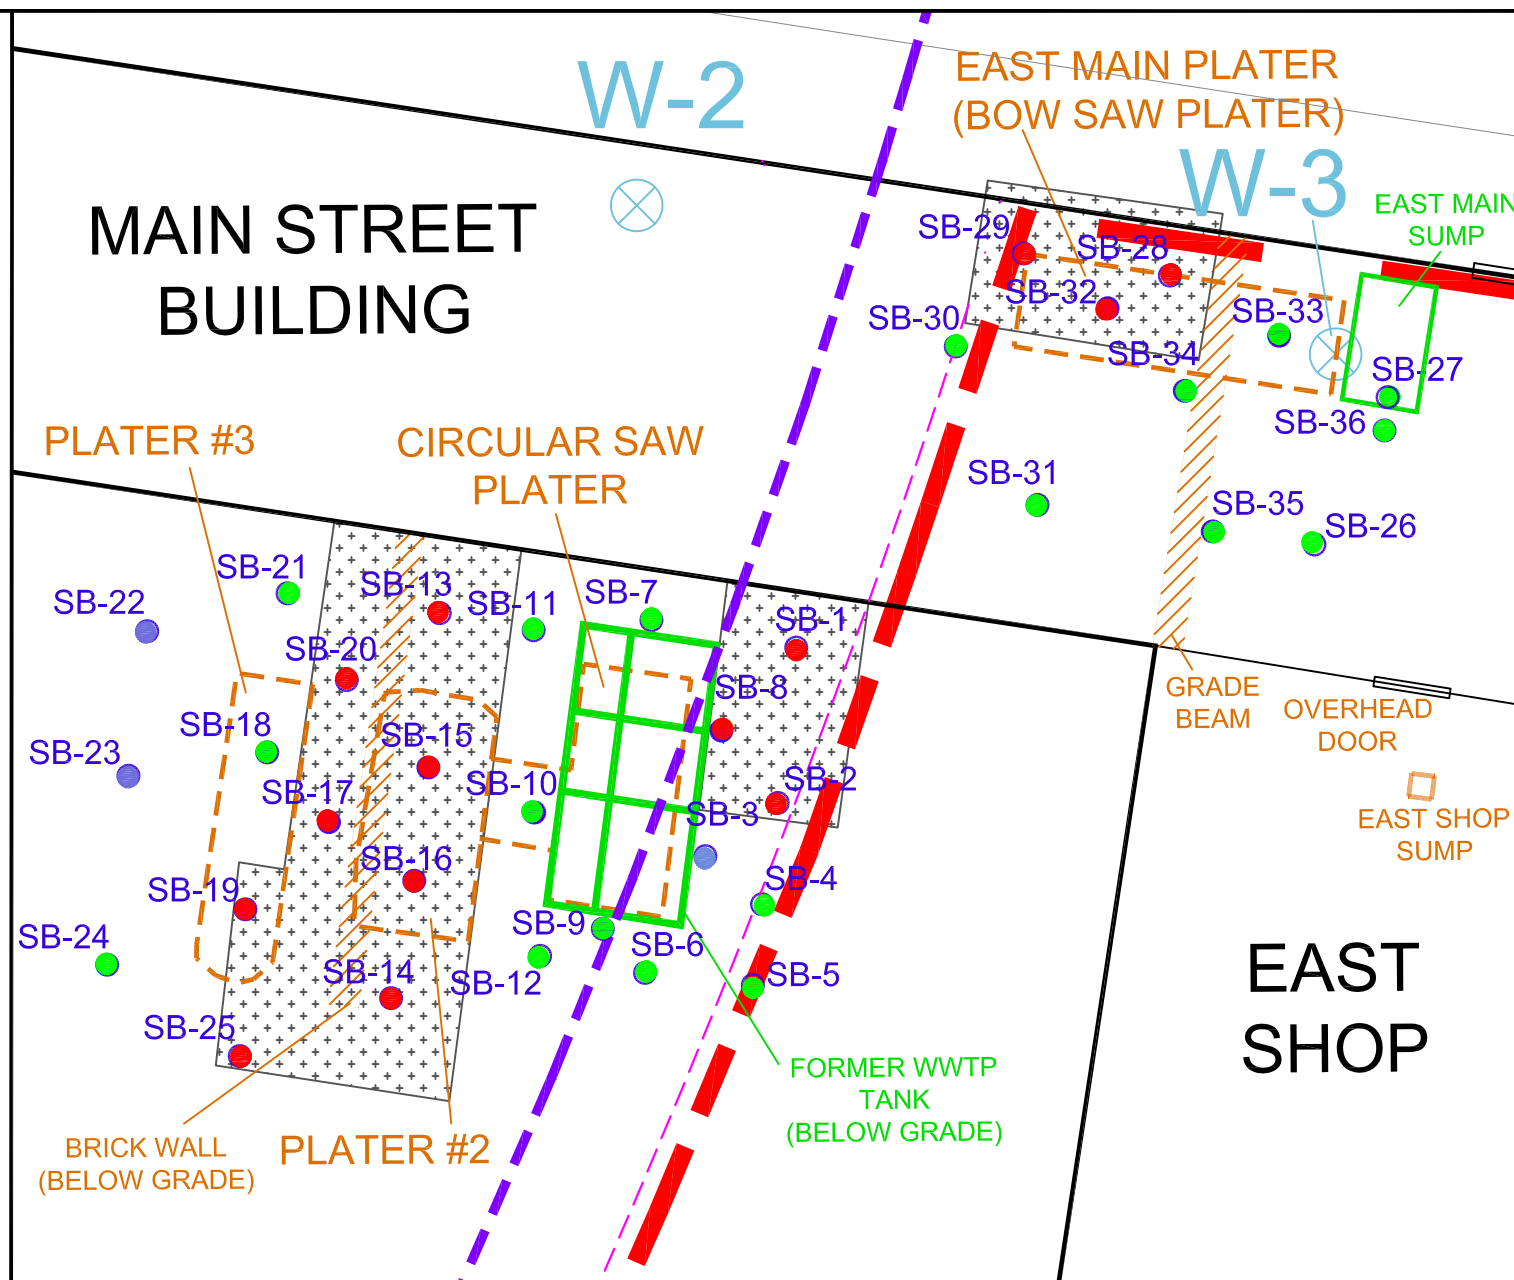 W-2
EAST MAIN PLATER
(BOW SAW PLATER)
W-3
MAIN STREET
BUILDING
EAST MAIN
SUMP
SB-29
SB-28
SB-32
SB-30
SB-33
SB-34
SB-27
SB-36
PLATER #3
CIRCULAR SAW
PLATER
SB-31
SB-35
SB-26
SB-21
SB-13
SB-7
SB-22
SB-11
SB-1
SB-20
SB-8
GRADE
BEAM
OVERHEAD
DOOR
SB-18
SB-15
SB-23
SB-17
SB-10
SB-2
SB-3
EAST SHOP
SUMP
SB-16
SB-19
SB-4
SB-24
SB-9
SB-6
SB-14
SB-12
SB-5
EAST
SHOP
SB-25
FORMER WWTP
TANK
(BELOW GRADE)
BRICK WALL
(BELOW GRADE)
PLATER #2